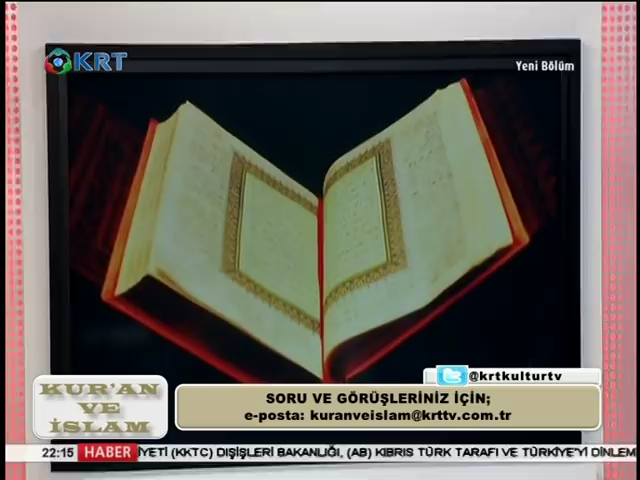 KRT
Yeni Bölüm
@krtkulturtv
KUR'AN
VE
İSLAM
SORU VE GÖRÜŞLERİNİZ İÇİN;
e-posta: kuranveislam@krttv.com.tr
22:15 HABER İYETİ (KKTC) DIŞİŞLERİ BAKANLIĞI, (AB) KIBRIS TÜRK TARAFI VE TÜRKİYE'Yİ DİNLEM